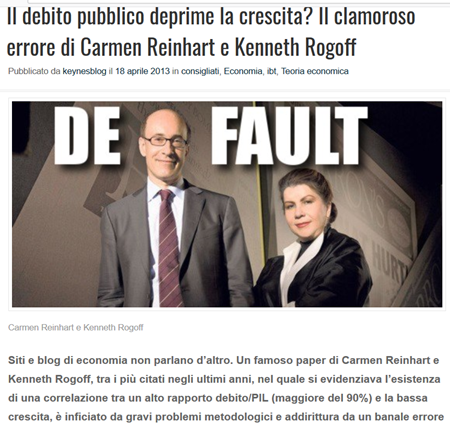 Il debito pubblico deprime la crescita? Il clamoroso
errore di Carmen Reinhart e Kenneth Rogoff
Pubblicato da keynesblog il 18 aprile 2013 in consigliati, Economia, ibt, Teoria economica
DE FAULT
Carmen Reinhart e Kenneth Rogoff
Siti e blog di economia non parlano d'altro. Un famoso paper di Carmen Reinhart e
Kenneth Rogoff, tra i più citati negli ultimi anni, nel quale si evidenziava l'esistenza
di una correlazione tra un alto rapporto debito/PIL (maggiore del 90%) e la bassa
crescita, è inficiato da gravi problemi metodologici e addirittura da un banale errore